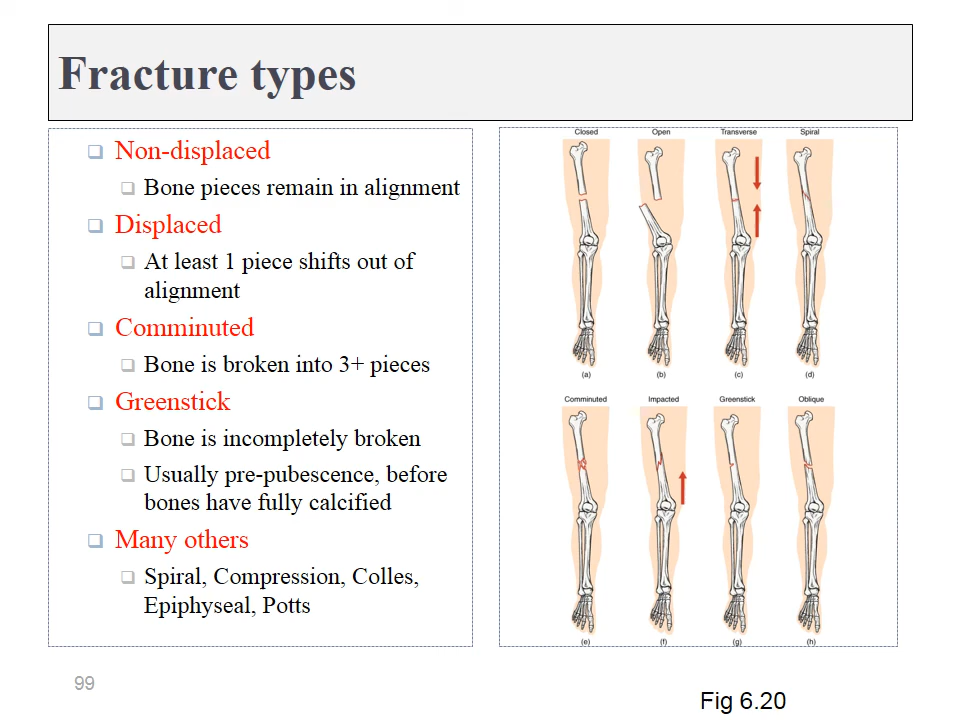 Fracture types
Non-displaced
Bone pieces remain in alignment
Displaced
At least 1 piece shifts out of
alignment
Comminuted
Bone is broken into 3+ pieces
Greenstick
Bone is incompletely broken
Usually pre-pubescence, before
bones have fully calcified
Many others
Spiral, Compression, Colles,
Epiphyseal, Potts
Closed Open Transverse Spiral
(a) (b) (c) (d)
Comminuted Impacted Greenstick Oblique
(e) (f) (g) (h)
99
Fig 6.20